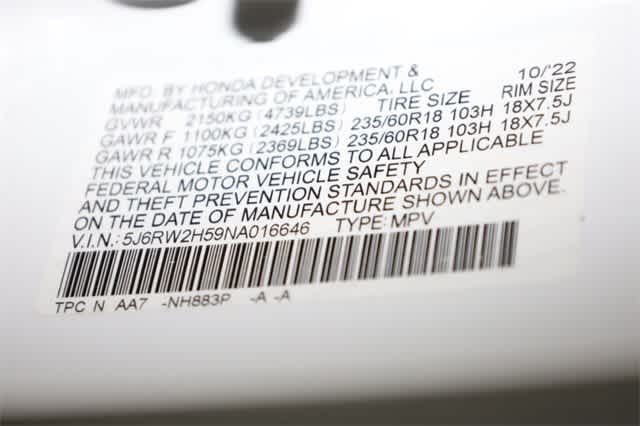 MFD. BY HONDA DEVELOPMENT & 10/'22
MANUFACTURING OF AMERICA, LLC
GVWR 2150KG (4739LBS) TIRE SIZE RIM SIZE
GAWR F 1100KG (2425LBS) 235/60R18 103H 18X7.5J
GAWR R 1075KG (2369LBS) 235/60R18 103H 18X7.5J
THIS VEHICLE CONFORMS TO ALL APPLICABLE
FEDERAL MOTOR VEHICLE SAFETY
AND THEFT PREVENTION STANDARDS IN EFFECT
ON THE DATE OF MANUFACTURE SHOWN ABOVE.
V.I.N.: 5J6RW2H59NA016646 TYPE: MPV
TPC N AA7 -NH883P -A -A